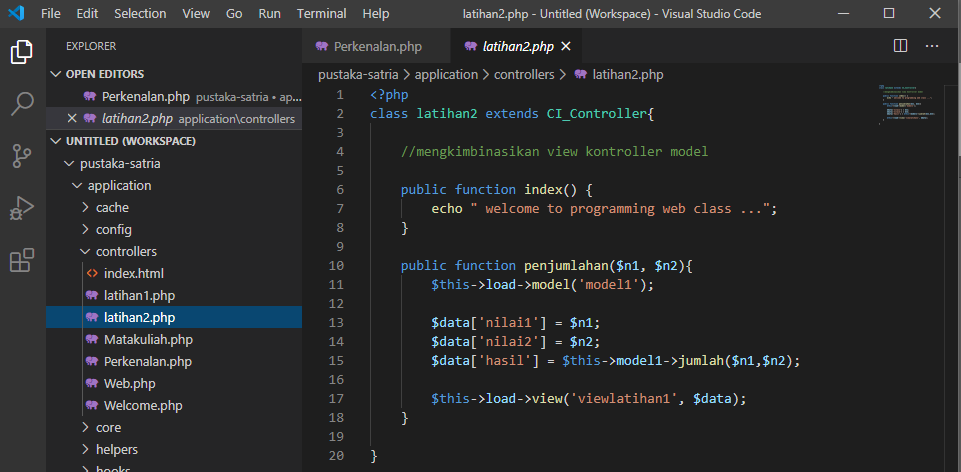 File Edit Selection View Go Run Terminal Help latihan2.php - Untitled (Workspace) - Visual Studio Code
EXPLORER
OPEN EDITORS
Perkenalan.php pustaka-satria • ap...
latihan2.php application\controllers
UNTITLED (WORKSPACE)
pustaka-satria
application
cache
config
controllers
index.html
latihan1.php
latihan2.php
Matakuliah.php
Perkenalan.php
Web.php
Welcome.php
core
helpers
hooks
Perkenalan.php latihan2.php
pustaka-satria > application > controllers > latihan2.php
1 <?php
2 class latihan2 extends CI_Controller{
3
4 //mengkimbinasikan view kontroller model
5
6 public function index() {
7 echo " welcome to programming web class ...";
8 }
9
10 public function penjumlahan($n1, $n2){
11 $this->load->model('model1');
12
13 $data['nilai1'] = $n1;
14 $data['nilai2'] = $n2;
15 $data['hasil'] = $this->model1->jumlah($n1,$n2);
16
17 $this->load->view('viewlatihan1', $data);
18 }
19
20 }